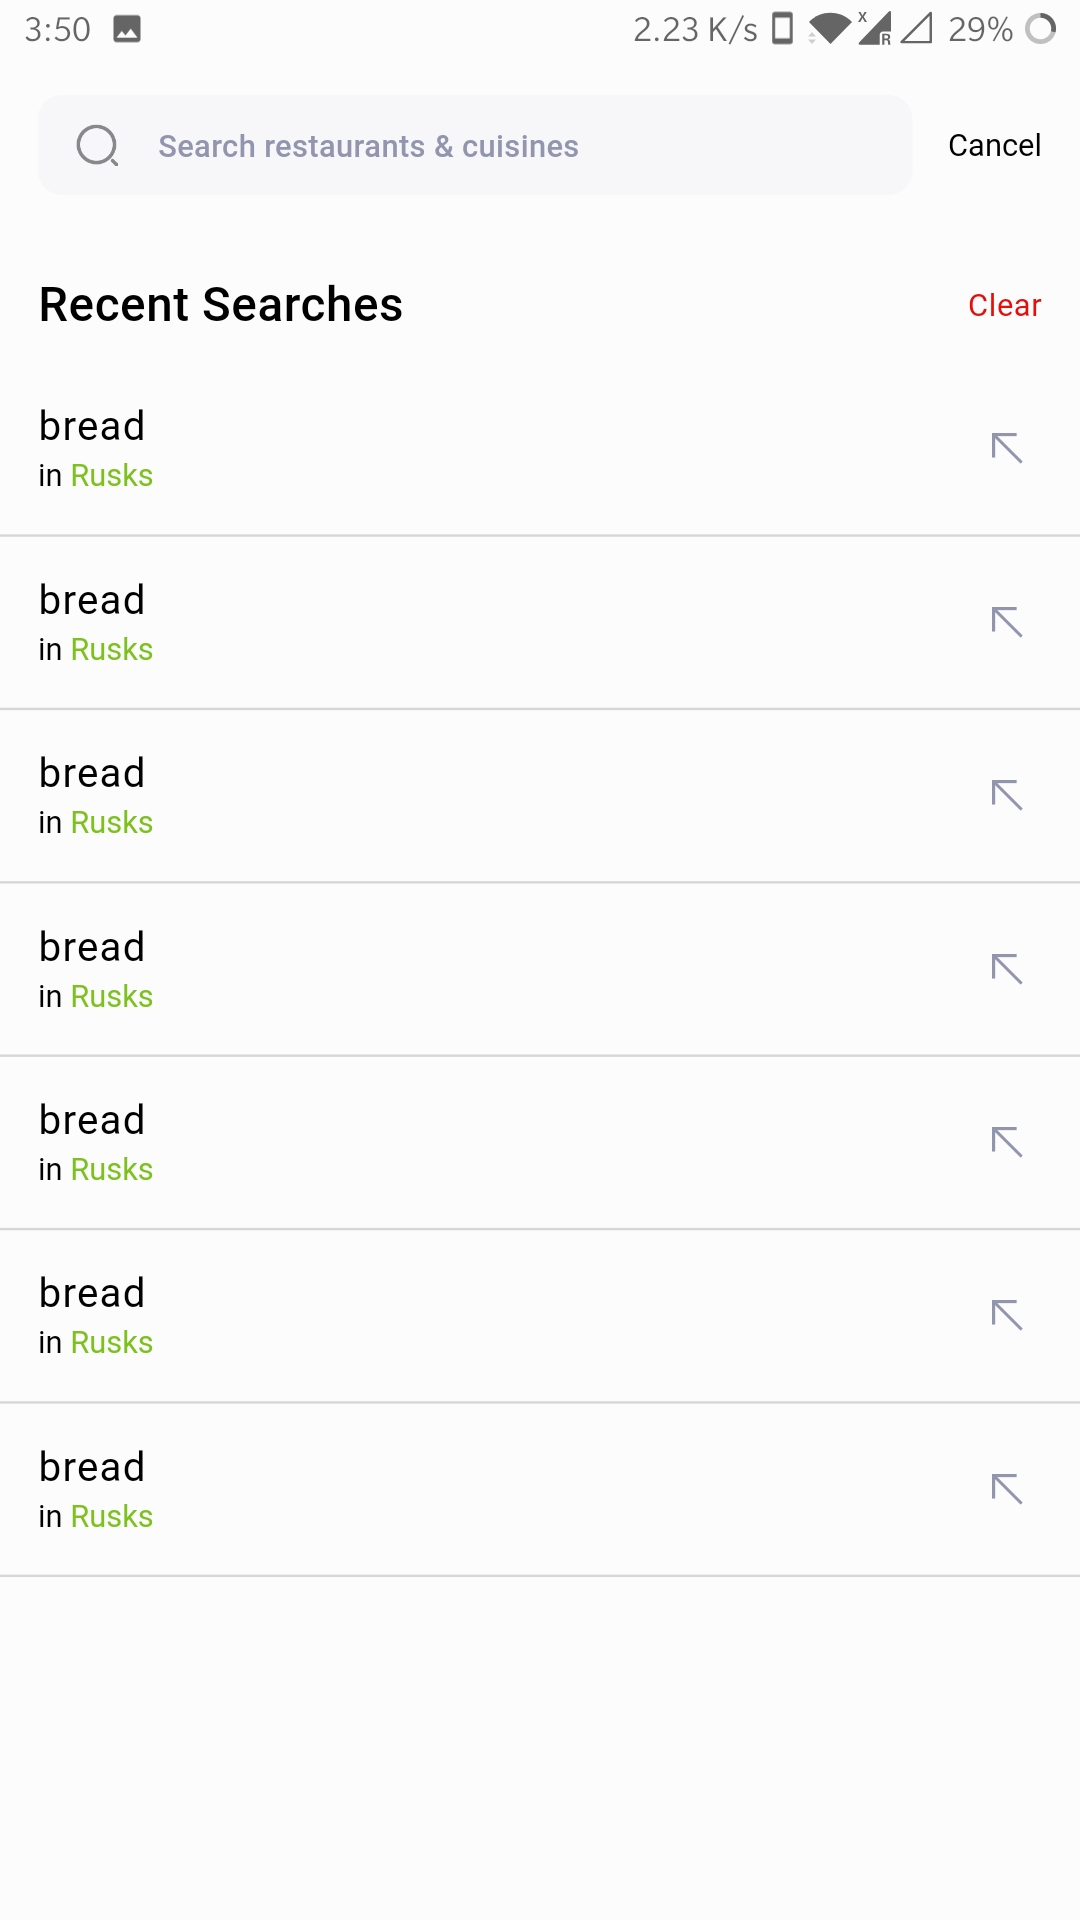 3:50 2.23 K/s x R 29%
Search restaurants & cuisines Cancel
Recent Searches Clear
bread
in Rusks
bread
in Rusks
bread
in Rusks
bread
in Rusks
bread
in Rusks
bread
in Rusks
bread
in Rusks